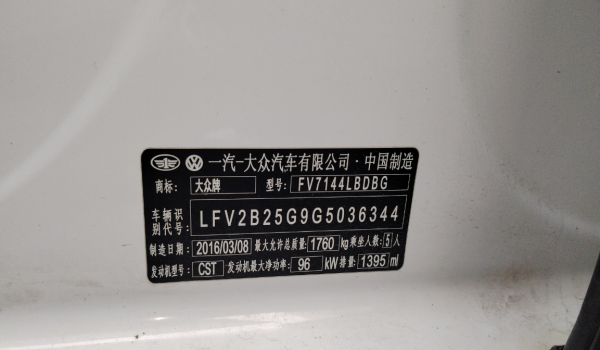 一汽-大众汽车有限公司·中国制造
商标: 大众牌 型号: FV7144LBDBG
车辆识别代号: LFV2B25G9G5036344
制造日期: 2016/03/08 最大允许总质量: 1760 kg 乘坐人数: 5 人
发动机型号: CST 发动机最大净功率: 96 kW 排量: 1395 ml